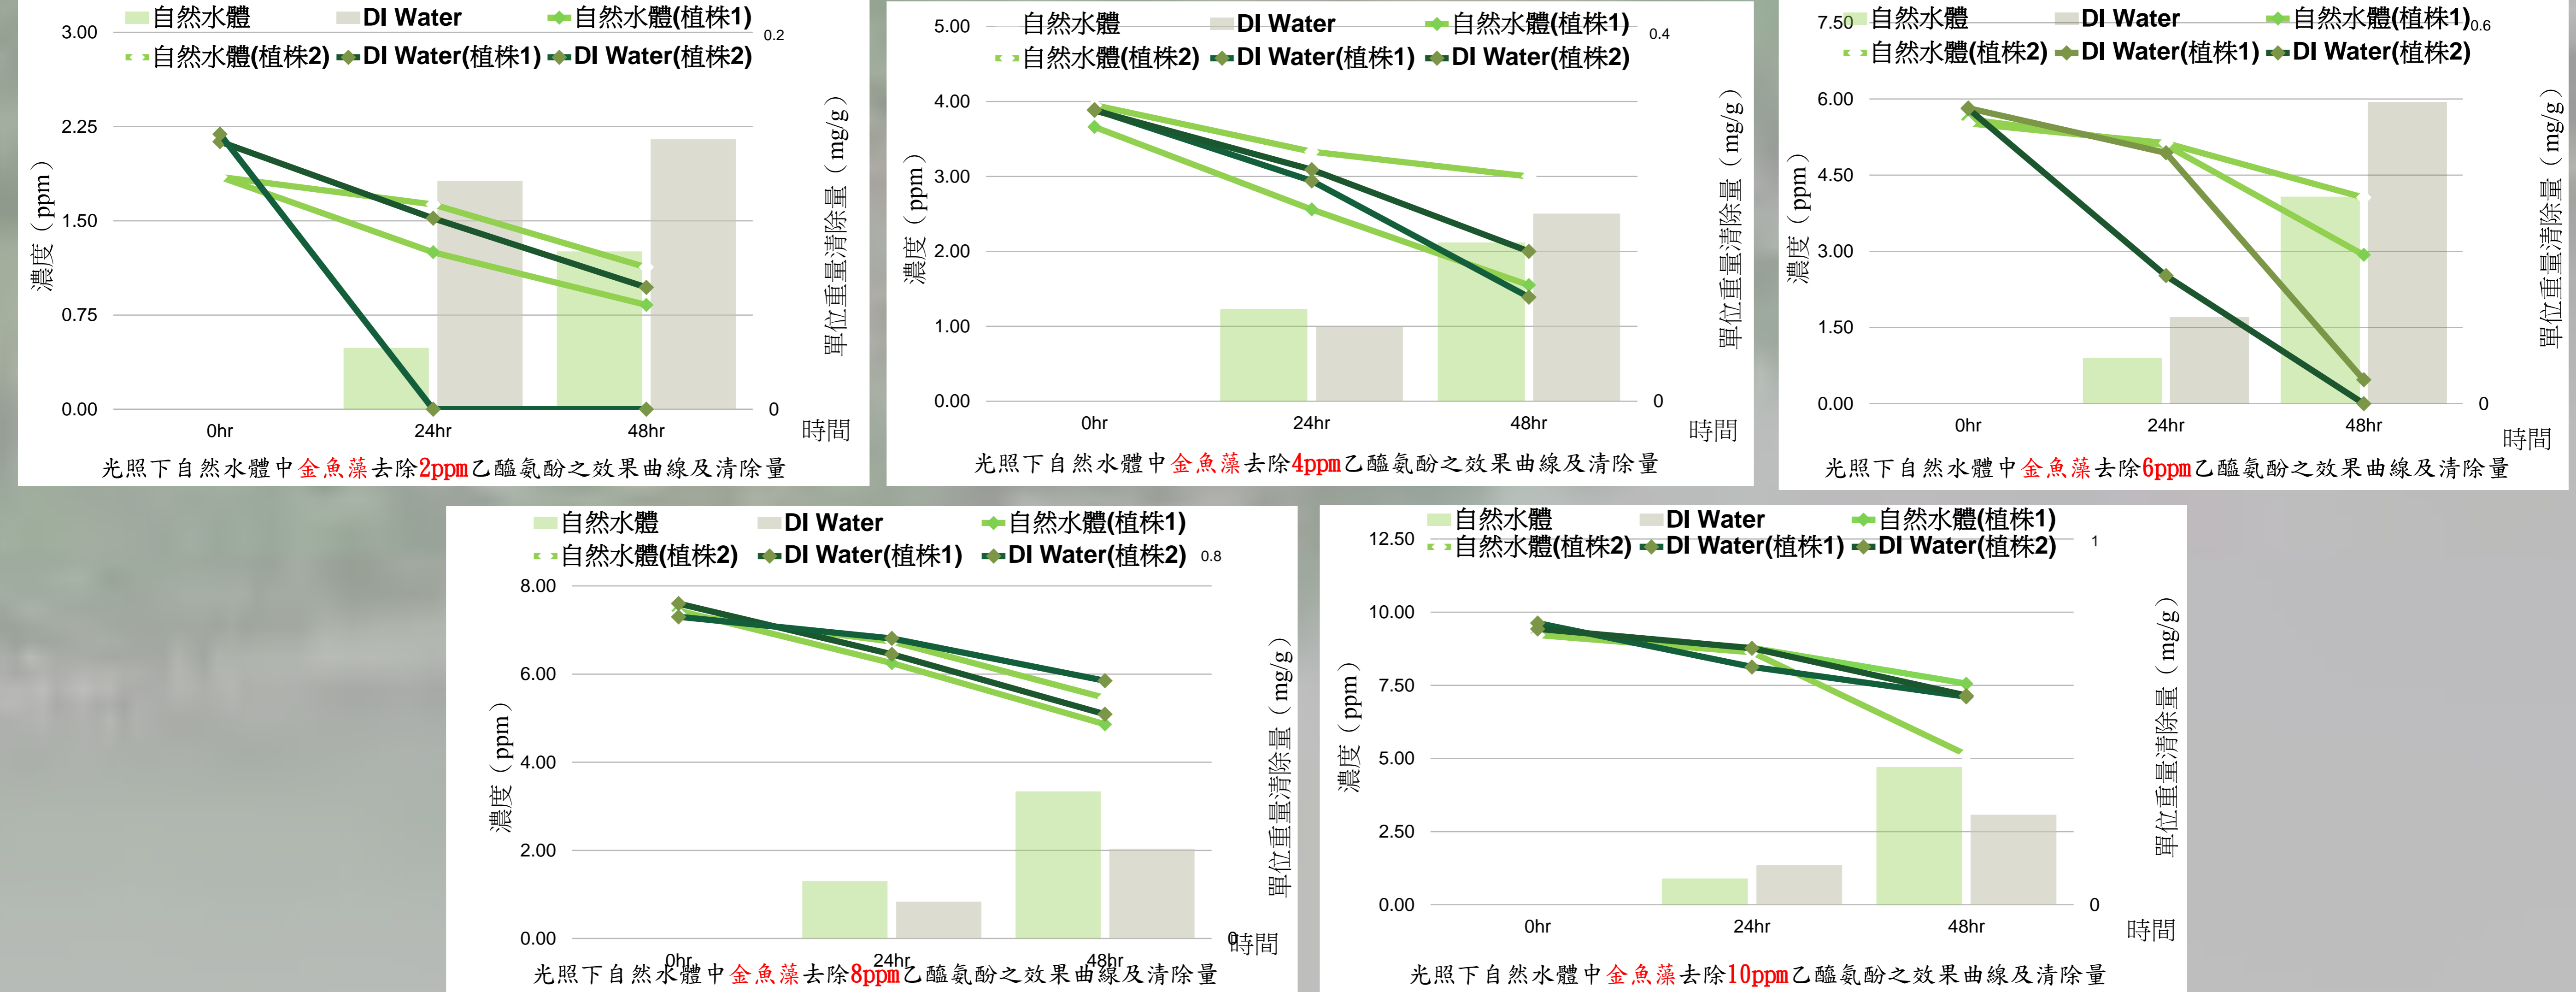 自然水體 DI Water 自然水體(植株1)
自然水體(植株2) DI Water(植株1) DI Water(植株2)
3.00
2.25
1.50
0.75
0.00
0.2
0
濃度（ppm）
單位重量清除量（mg/g）
0hr 24hr 48hr 時間
光照下自然水體中金魚藻去除2ppm乙醯氨酚之效果曲線及清除量
自然水體 DI Water 自然水體(植株1)
自然水體(植株2) DI Water(植株1) DI Water(植株2)
5.00
4.00
3.00
2.00
1.00
0.00
0.4
0
濃度（ppm）
單位重量清除量（mg/g）
0hr 24hr 48hr 時間
光照下自然水體中金魚藻去除4ppm乙醯氨酚之效果曲線及清除量
自然水體 DI Water 自然水體(植株1)
自然水體(植株2) DI Water(植株1) DI Water(植株2)
7.50
6.00
4.50
3.00
1.50
0.00
0.6
0
濃度（ppm）
單位重量清除量（mg/g）
0hr 24hr 48hr 時間
光照下自然水體中金魚藻去除6ppm乙醯氨酚之效果曲線及清除量
自然水體 DI Water 自然水體(植株1)
自然水體(植株2) DI Water(植株1) DI Water(植株2)
8.00
6.00
4.00
2.00
0.00
0.8
0
濃度（ppm）
單位重量清除量（mg/g）
0hr 24hr 48hr 時間
光照下自然水體中金魚藻去除8ppm乙醯氨酚之效果曲線及清除量
自然水體 DI Water 自然水體(植株1)
自然水體(植株2) DI Water(植株1) DI Water(植株2)
12.50
10.00
7.50
5.00
2.50
0.00
1
0
濃度（ppm）
單位重量清除量（mg/g）
0hr 24hr 48hr 時間
光照下自然水體中金魚藻去除10ppm乙醯氨酚之效果曲線及清除量